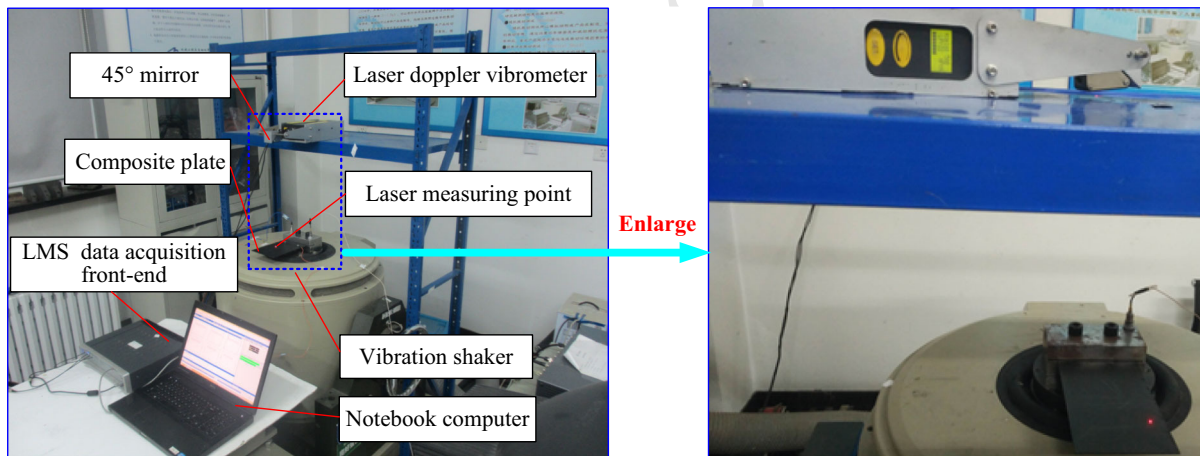 45° mirror
Laser doppler vibrometer
Composite plate
Laser measuring point
Enlarge
LMS data acquisition
front-end
Vibration shaker
Notebook computer